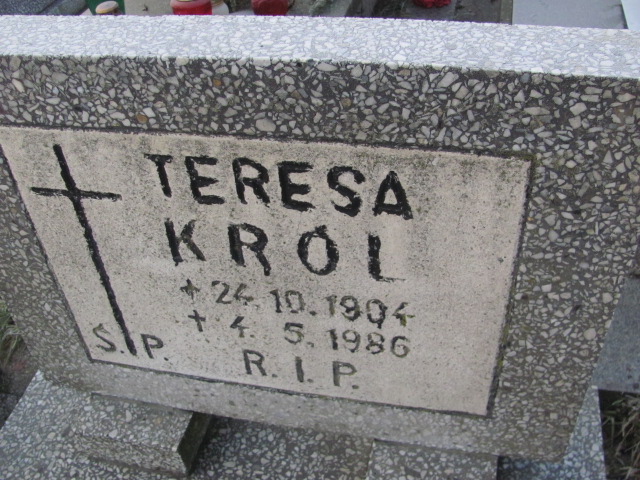 TERESA
KRÓL
* 24.10.1904
+ 4.5.1986
Ś.P. R.I.P.